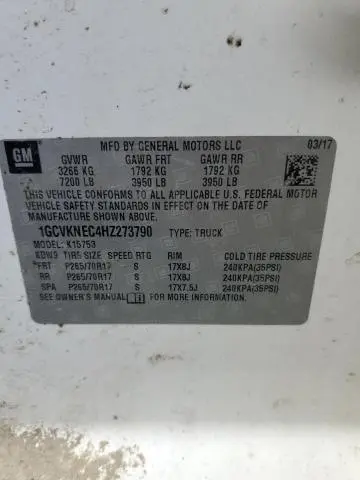 GM
MFD BY GENERAL MOTORS LLC 03/17
GVWR GAWR FRT GAWR RR
3266 KG 1792 KG 1792 KG
7200 LB 3950 LB 3950 LB
THIS VEHICLE CONFORMS TO ALL APPLICABLE U.S. FEDERAL MOTOR
VEHICLE SAFETY STANDARDS IN EFFECT ON THE DATE OF
MANUFACTURE SHOWN ABOVE.
1GCVKNEC4HZ273790 TYPE: TRUCK
MODEL: K15753
KDW9 TIRE SIZE SPEED RTG RIM COLD TIRE PRESSURE
FRT P265/70R17 S 17X8J 240KPA(35PSI)
RR P265/70R17 S 17X8J 240KPA(35PSI)
SPA P265/70R17 S 17X7.5J 240KPA(35PSI)
SEE OWNER'S MANUAL FOR MORE INFORMATION.